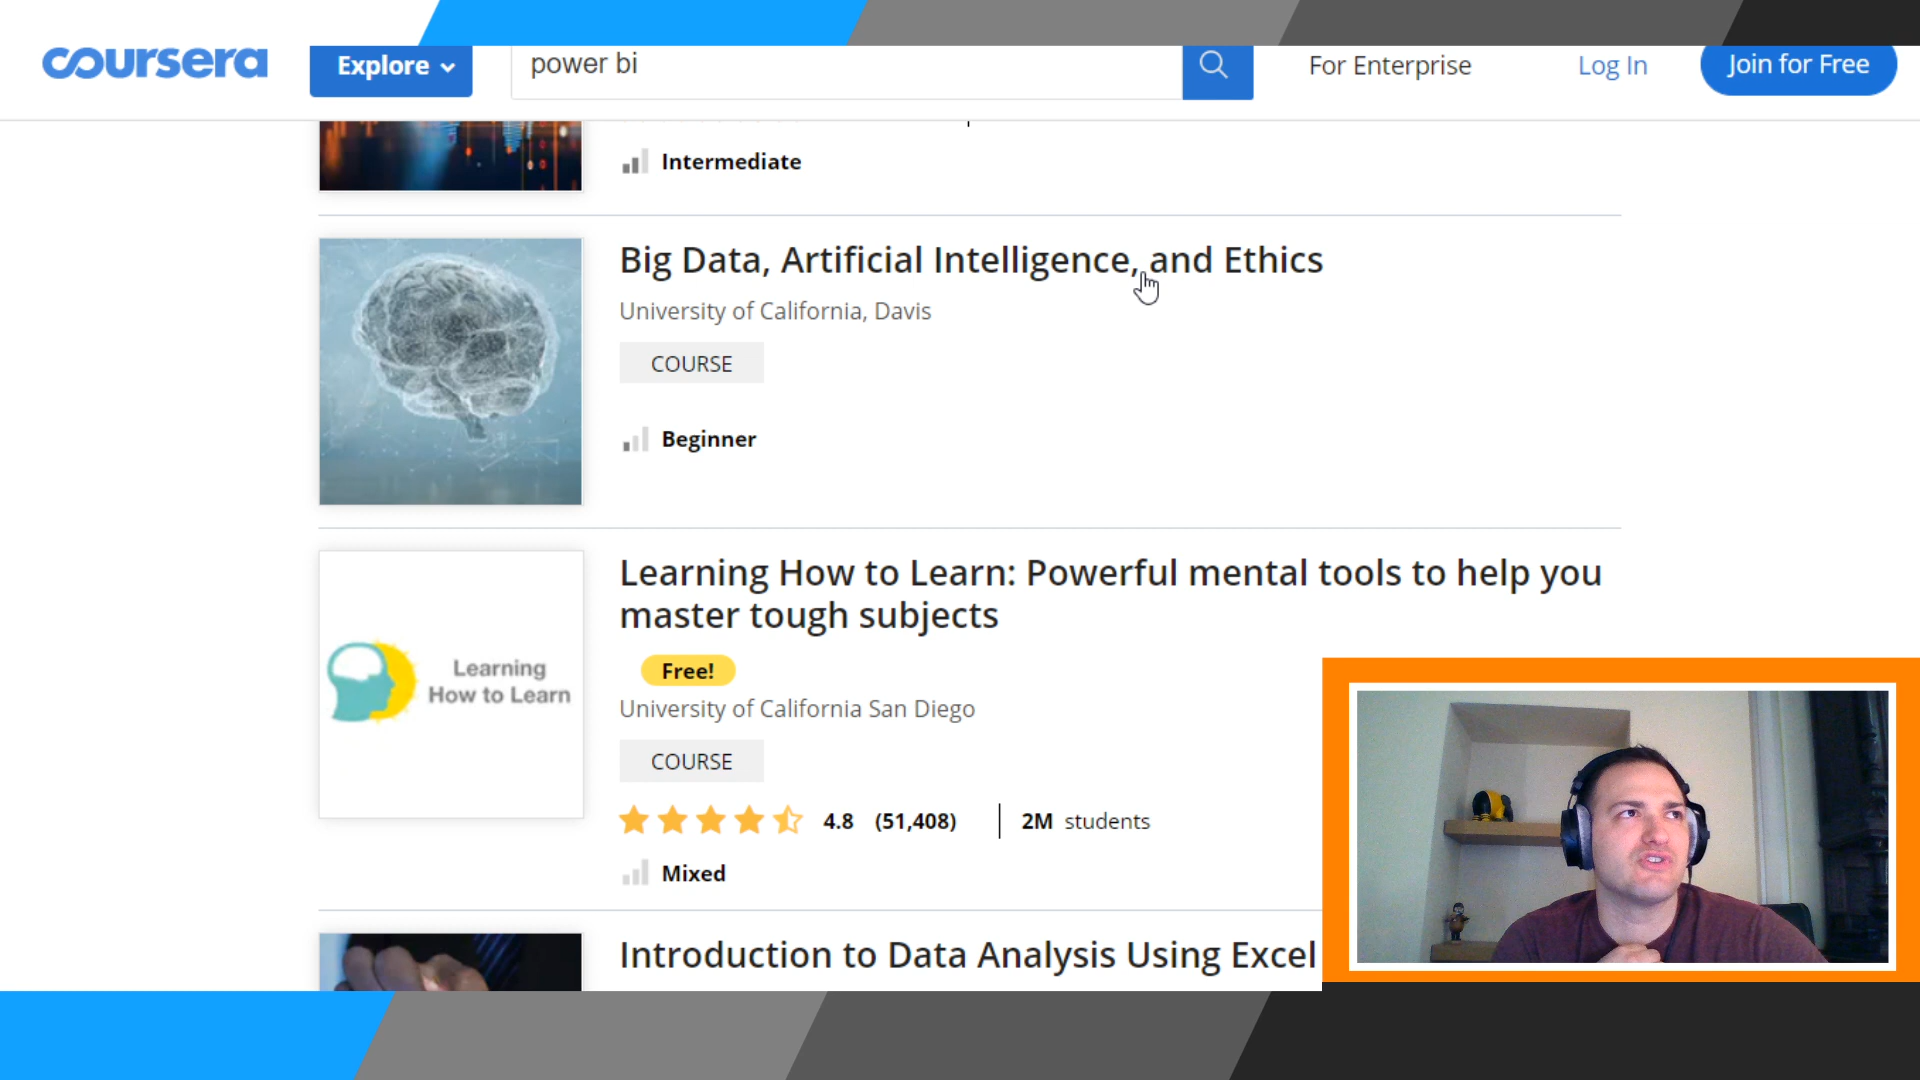 coursera
Explore
power bi
For Enterprise
Log In
Join for Free
Intermediate
Big Data, Artificial Intelligence, and Ethics
University of California, Davis
COURSE
Beginner
Learning How to Learn: Powerful mental tools to help you
master tough subjects
Learning
How to Learn
Free!
University of California San Diego
COURSE
4.8 (51,408) 2M students
Mixed
Introduction to Data Analysis Using Excel